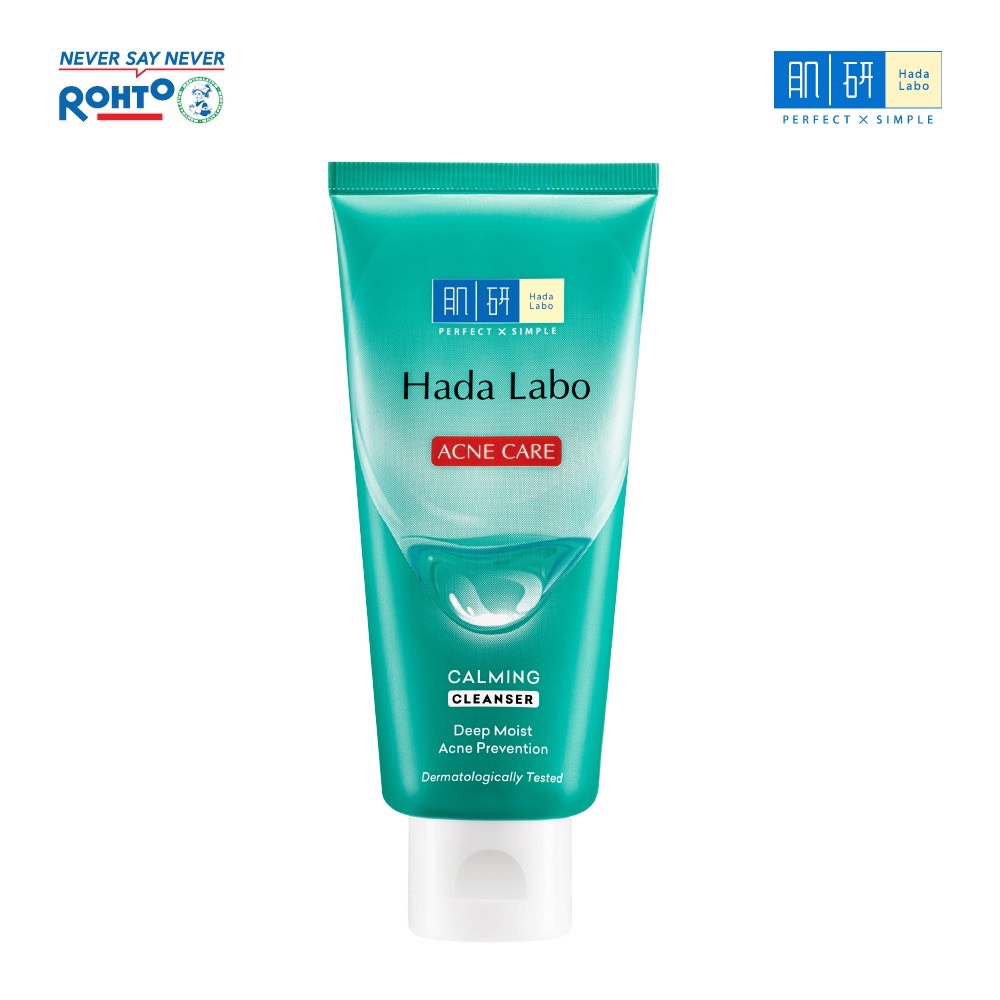 NEVER SAY NEVER
ROHTO
肌 研 Hada Labo
PERFECT X SIMPLE
肌 研 Hada Labo
PERFECT X SIMPLE
Hada Labo
ACNE CARE
CALMING
CLEANSER
Deep Moist
Acne Prevention
Dermatologically Tested